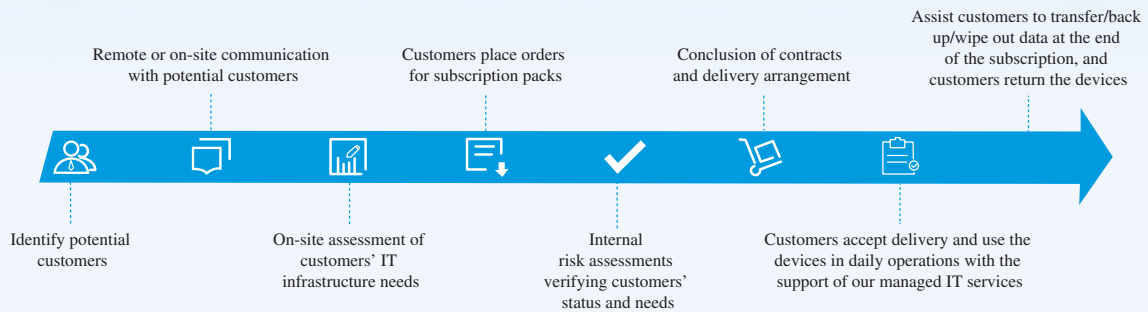 Identify potential
customers
Remote or on-site communication
with potential customers
On-site assessment of
customers’ IT
infrastructure needs
Customers place orders
for subscription packs
Internal
risk assessments
verifying customers’
status and needs
Conclusion of contracts
and delivery arrangement
Customers accept delivery and use the
devices in daily operations with the
support of our managed IT services
Assist customers to transfer/back
up/wipe out data at the end
of the subscription, and
customers return the devices